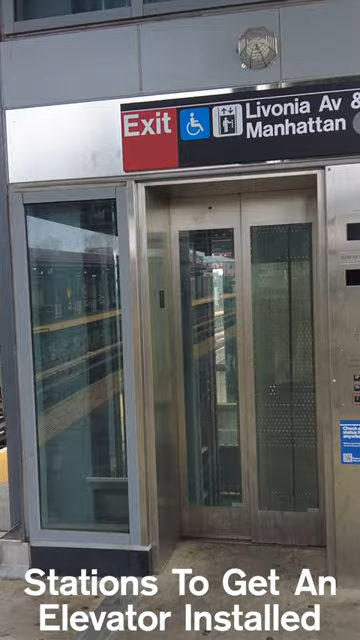 Exit
Livonia Av &
Manhattan
Stations To Get An
Elevator Installed